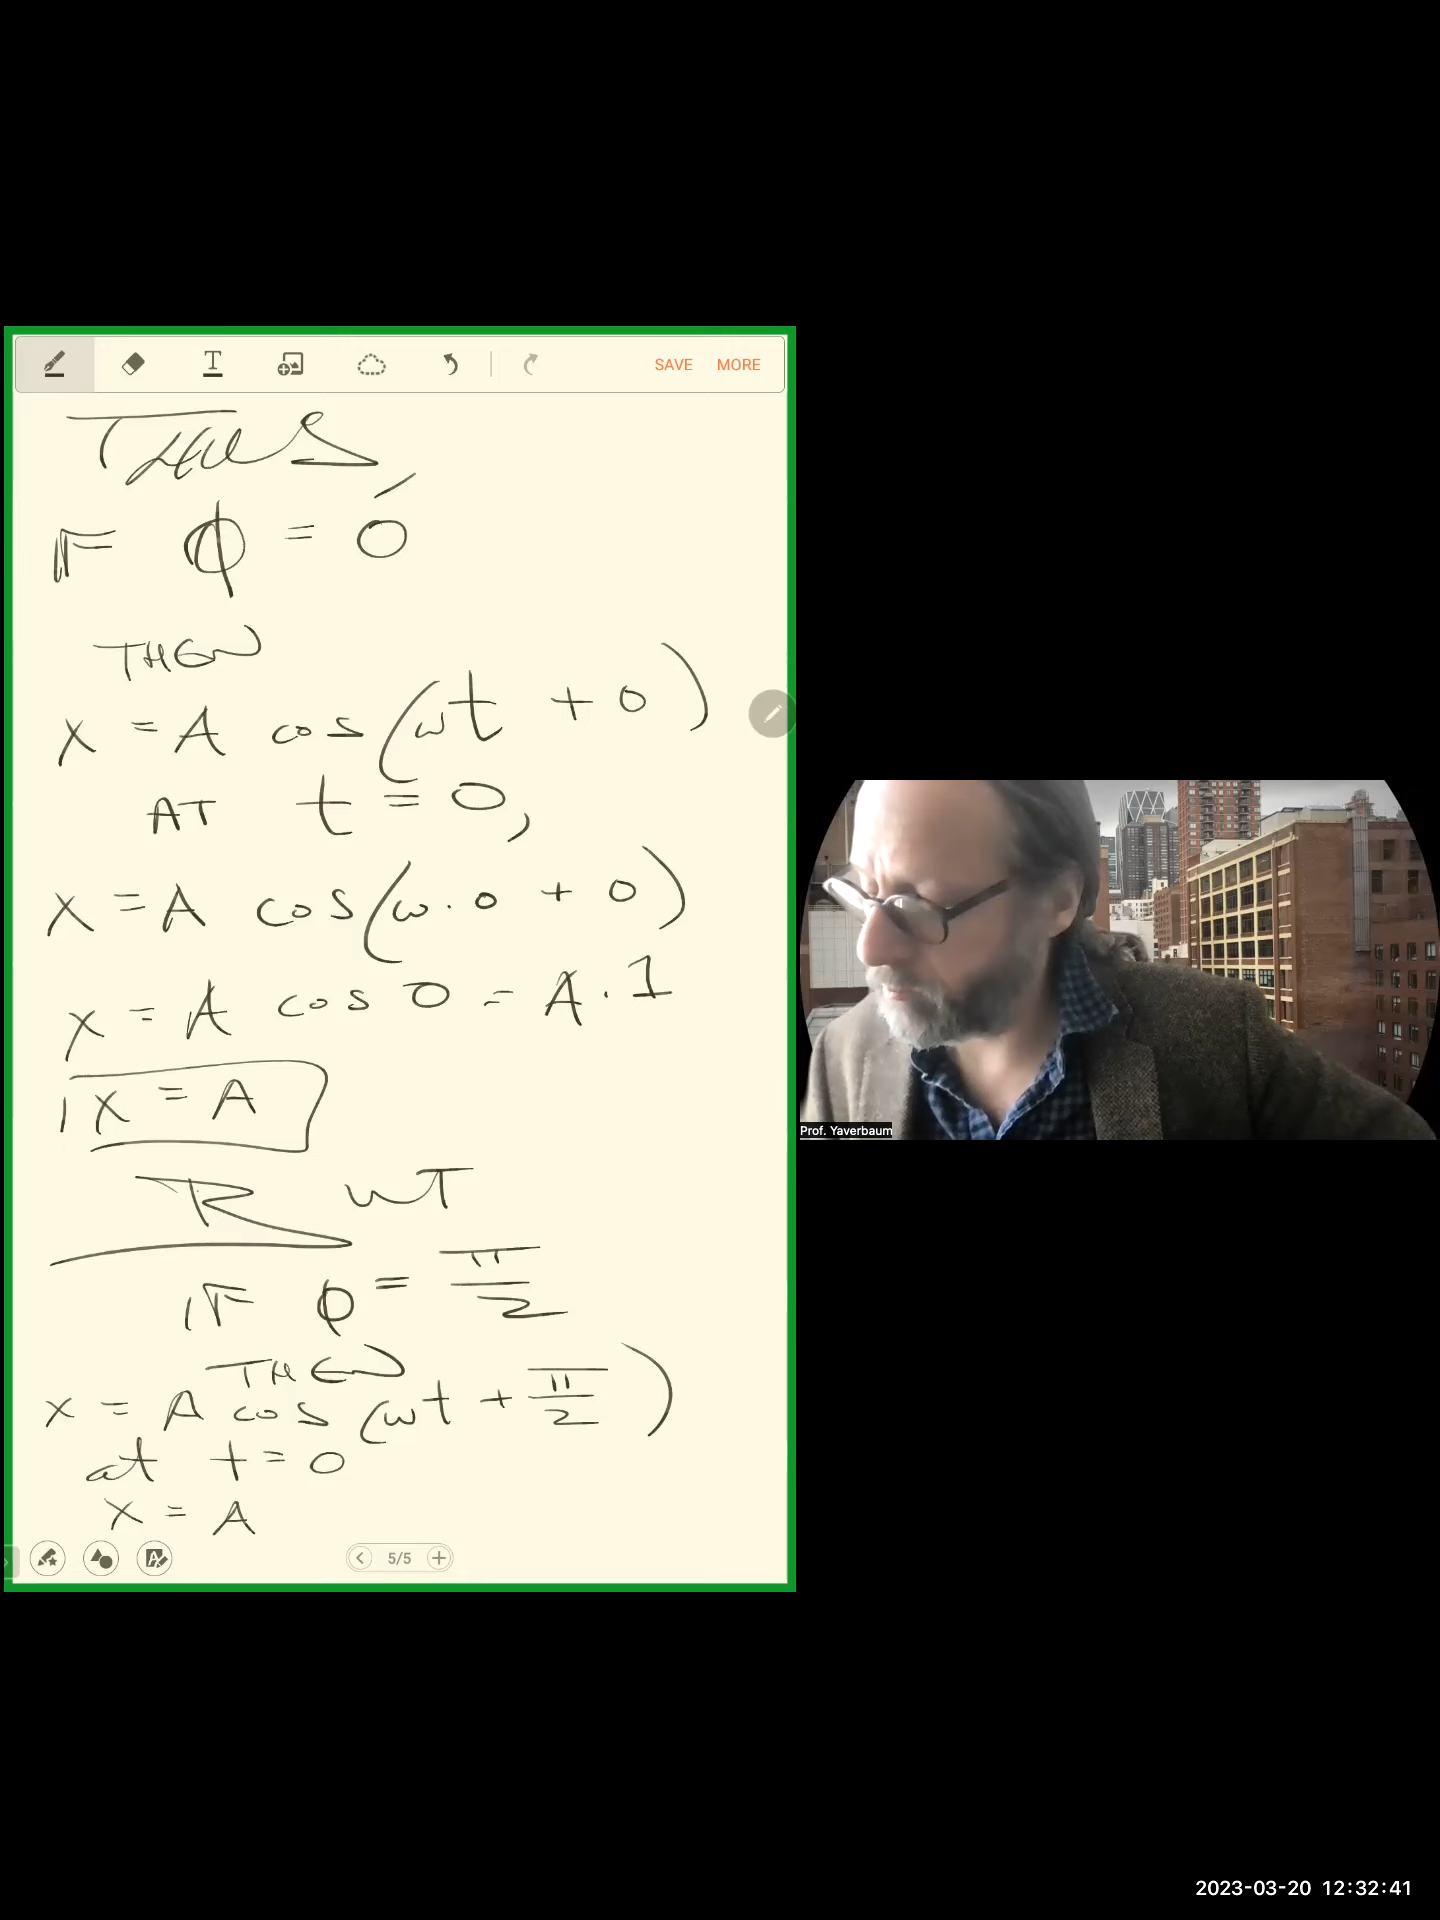 T SAVE MORE
THUS,
IF ϕ = 0
THEN
x = A cos(ωt + 0)
AT t = 0,
x = A cos(ω · 0 + 0)
x = A cos 0 = A · 1
x = A
BUT
IF ϕ = π/2
THEN
x = A cos(ωt + π/2)
at t = 0
x = A
5/5
Prof. Yaverbaum
2023-03-20 12:32:41